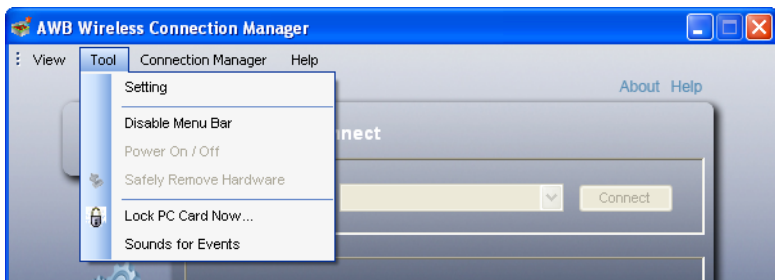 AWB Wireless Connection Manager
View Tool Connection Manager Help
About Help
Setting
Disable Menu Bar
nnect
Power On / Off
Safely Remove Hardware
Connect
Lock PC Card Now...
Sounds for Events